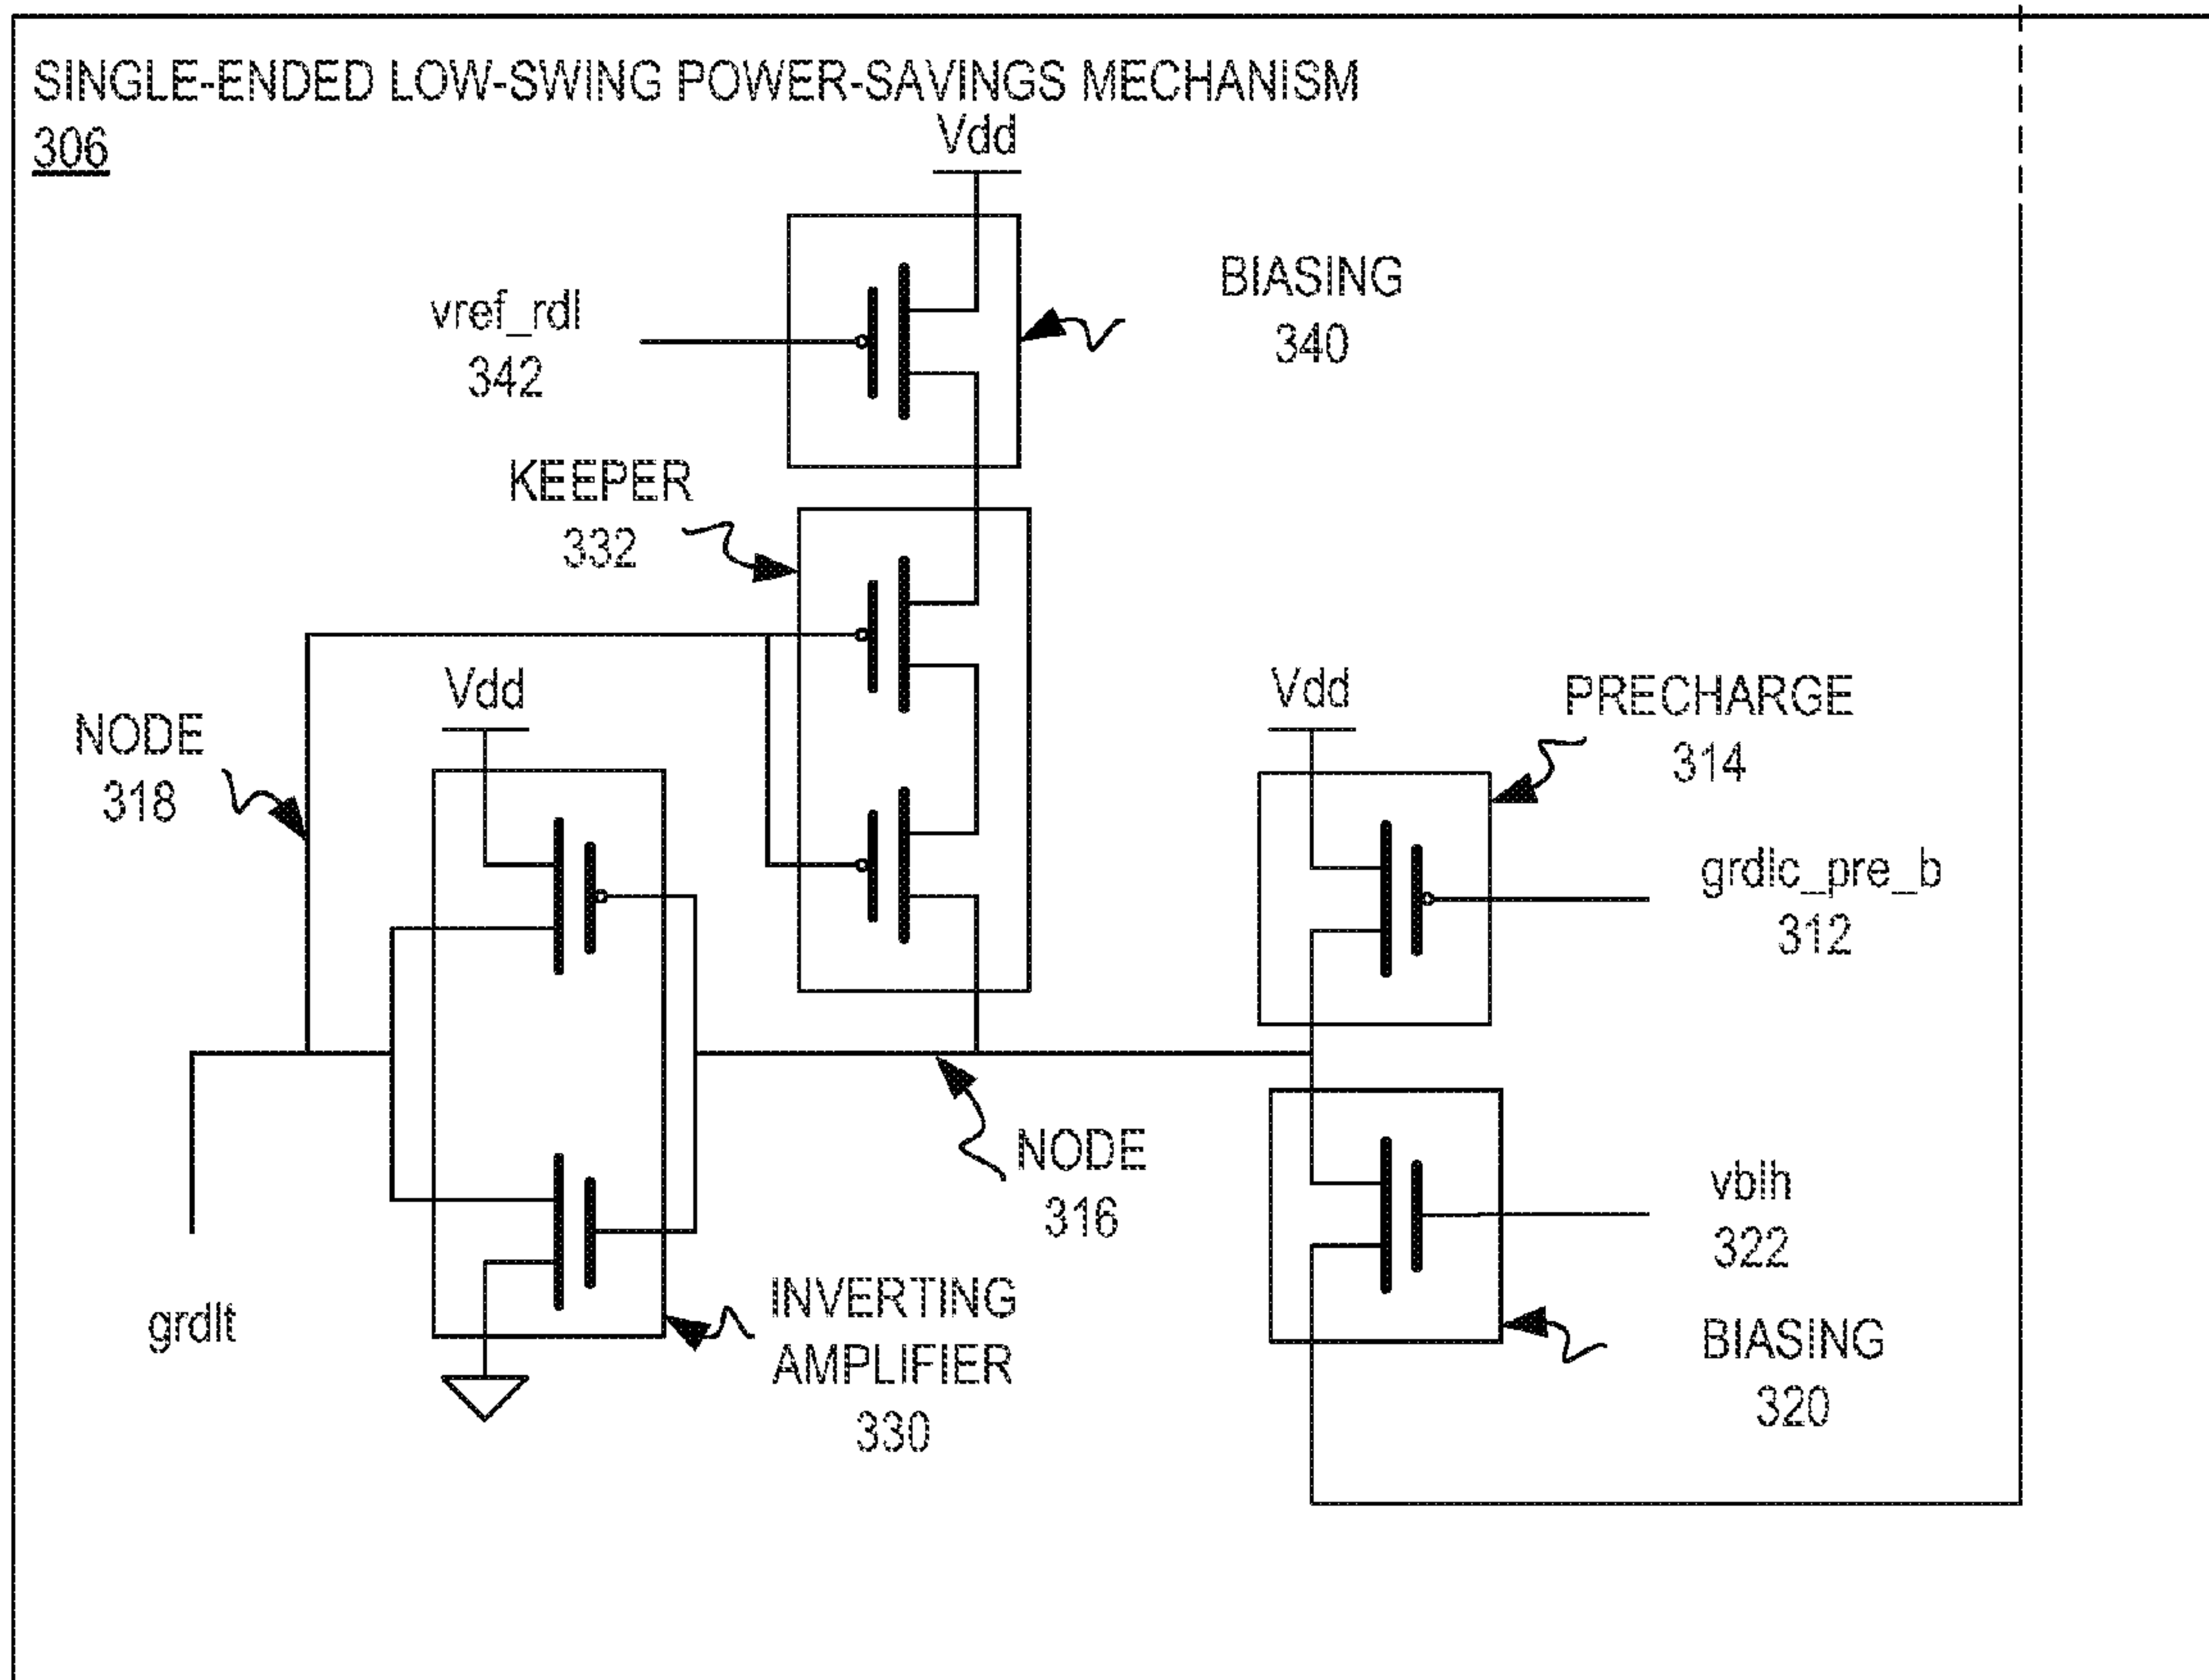 SINGLE-ENDED LOW-SWING POWER-SAVINGS MECHANISM
306
Vdd
BIASING
340
vref_rdl
342
KEEPER
332
Vdd
Vdd
PRECHARGE
314
NODE
318
grdlc_pre_b
312
NODE
316
vblh
322
INVERTING
AMPLIFIER
330
grdlt
BIASING
320